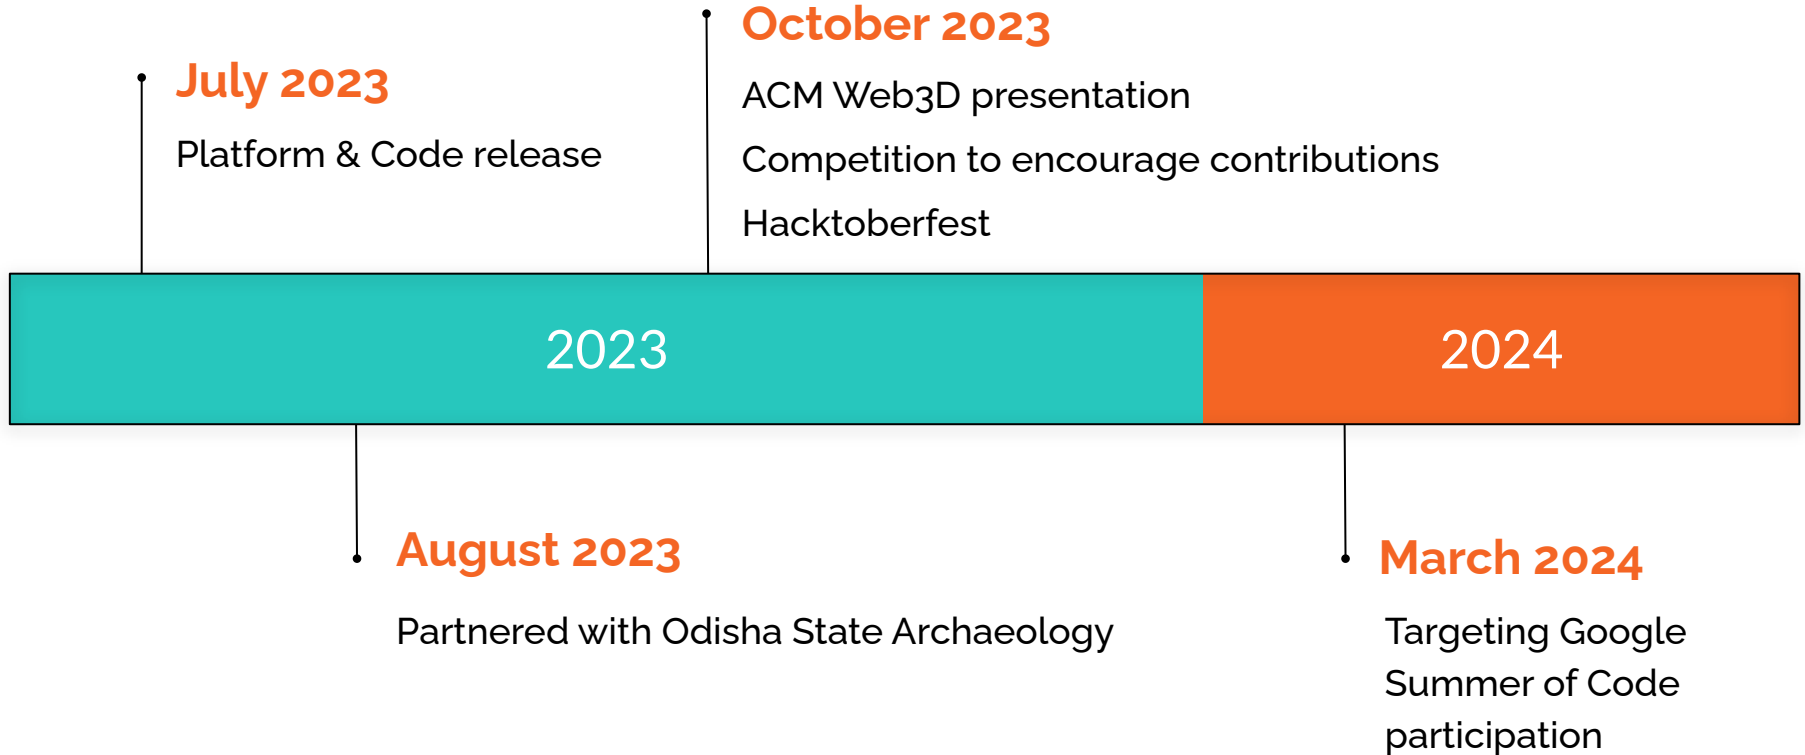 October 2023
ACM Web3D presentation
Competition to encourage contributions
Hacktoberfest
July 2023
Platform & Code release
2023
2024
August 2023
Partnered with Odisha State Archaeology
March 2024
Targeting Google
Summer of Code
participation